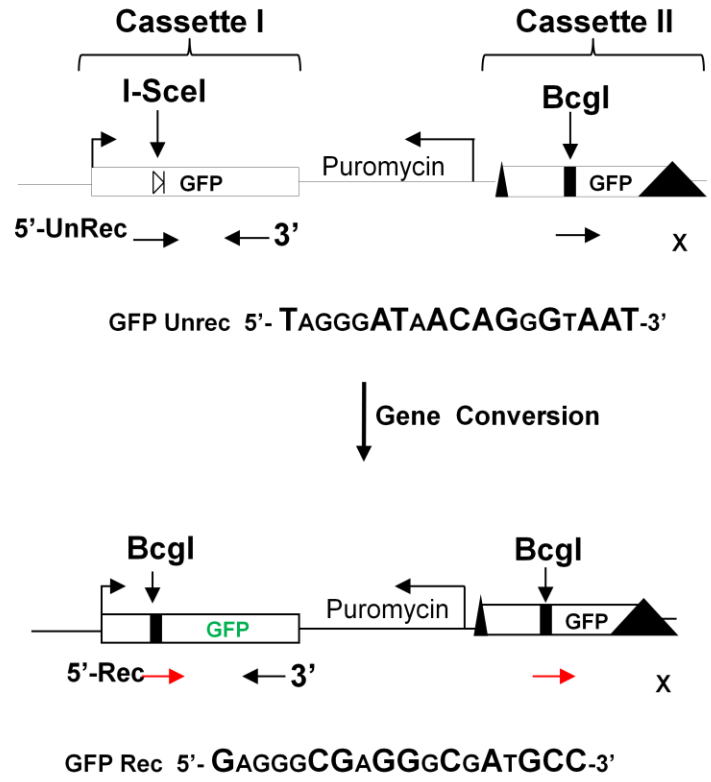 Cassette I Cassette II
I-SceI BcgI
GFP Puromycin GFP
5'-UnRec 3' X
GFP Unrec 5'- TAGGGATAACAGGGTAAT-3'
Gene Conversion
BcgI BcgI
GFP Puromycin GFP
5'-Rec 3' X
GFP Rec 5'- GAGGGCGAGGGCGATGCC-3'